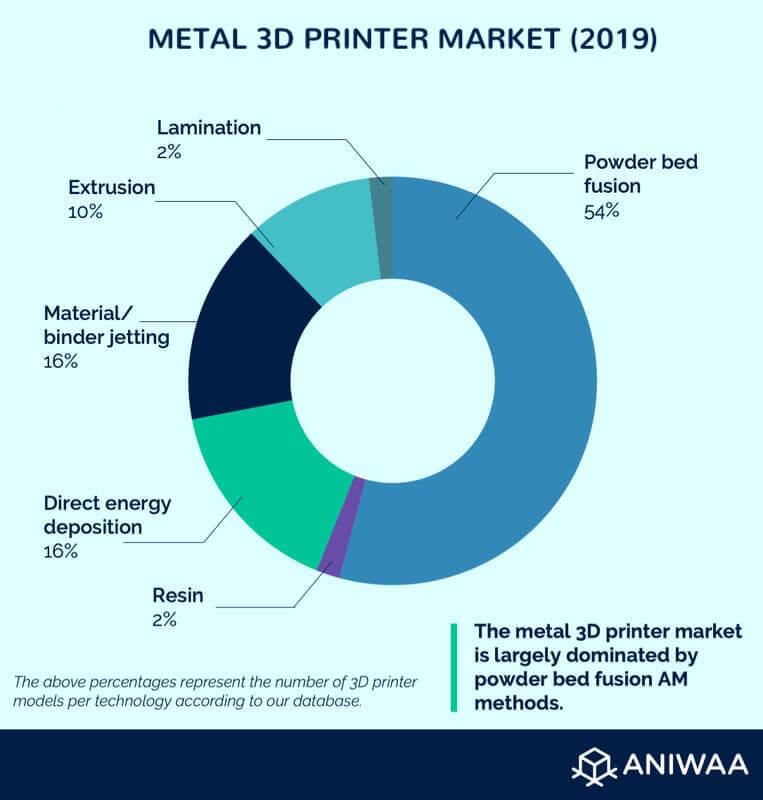 METAL 3D PRINTER MARKET (2019)
Lamination
2%
Powder bed
fusion
54%
Extrusion
10%
Material/
binder jetting
16%
Direct energy
deposition
16%
Resin
2%
The metal 3D printer market
is largely dominated by
powder bed fusion AM
methods.
The above percentages represent the number of 3D printer
models per technology according to our database.
ANIWAA